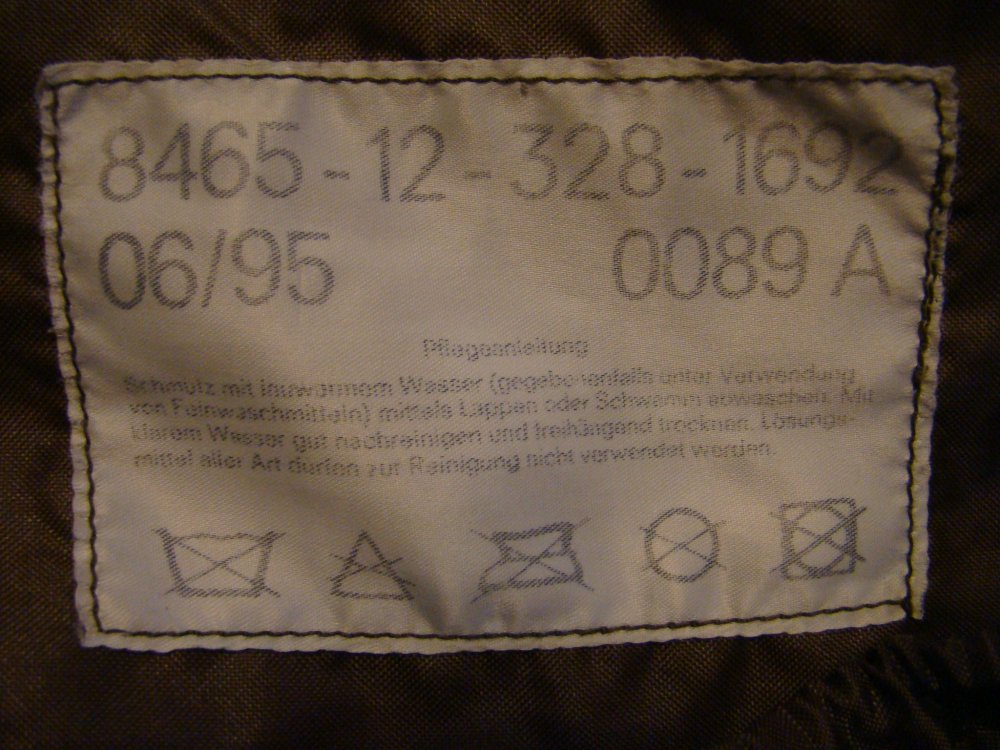 8465-12-328-1692
06/95 0089 A
Pflegeanleitung
Schmutz mit lauwarmem Wasser (gegebenenfalls unter Verwendung
von Feinwaschmitteln) mittels Lappen oder Schwamm abwaschen. Mit
klarem Wasser gut nachreinigen und freihängend trocknen. Lösungs-
mittel aller Art dürfen zur Reinigung nicht verwendet werden.